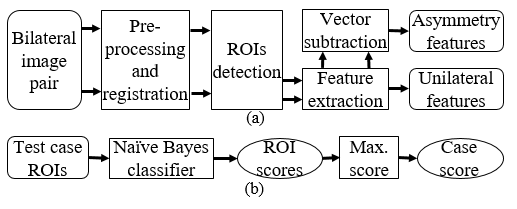 Bilateral
image
pair
Pre-
processing
and
registration
ROIs
detection
Vector
subtraction
Asymmetry
features
Feature
extraction
Unilateral
features
(a)
Test case
ROIs
Naïve Bayes
classifier
ROI
scores
Max.
score
Case
score
(b)